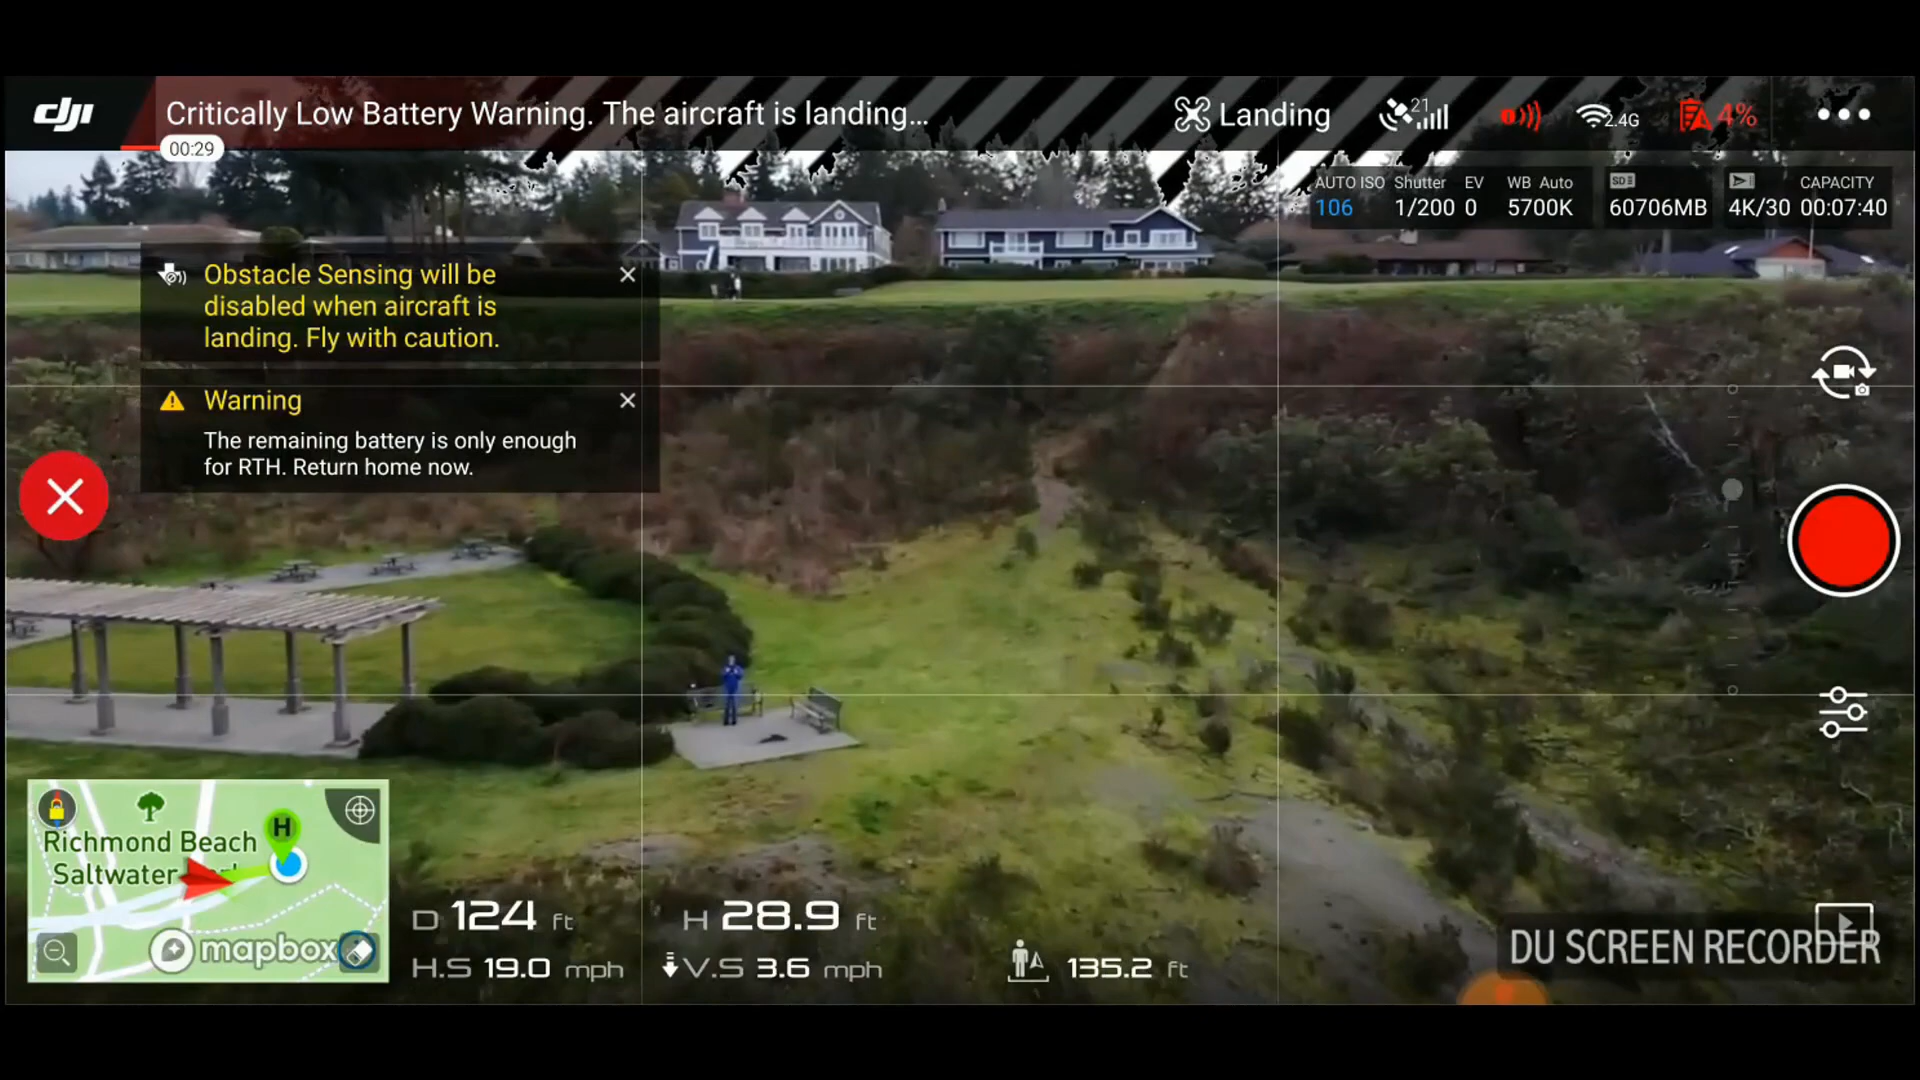 dji
Critically Low Battery Warning. The aircraft is landing...
Landing
21
2.4G
4%
00:29
AUTO ISO
106
Shutter
1/200
EV
0
WB Auto
5700K
SD
60706MB
4K/30
CAPACITY
00:07:40
Obstacle Sensing will be
disabled when aircraft is
landing. Fly with caution.
Warning
The remaining battery is only enough
for RTH. Return home now.
H
Richmond Beach
Saltwater
mapbox
D 124 ft
H 28.9 ft
H.S 19.0 mph
V.S 3.6 mph
135.2 ft
DU SCREEN RECORDER